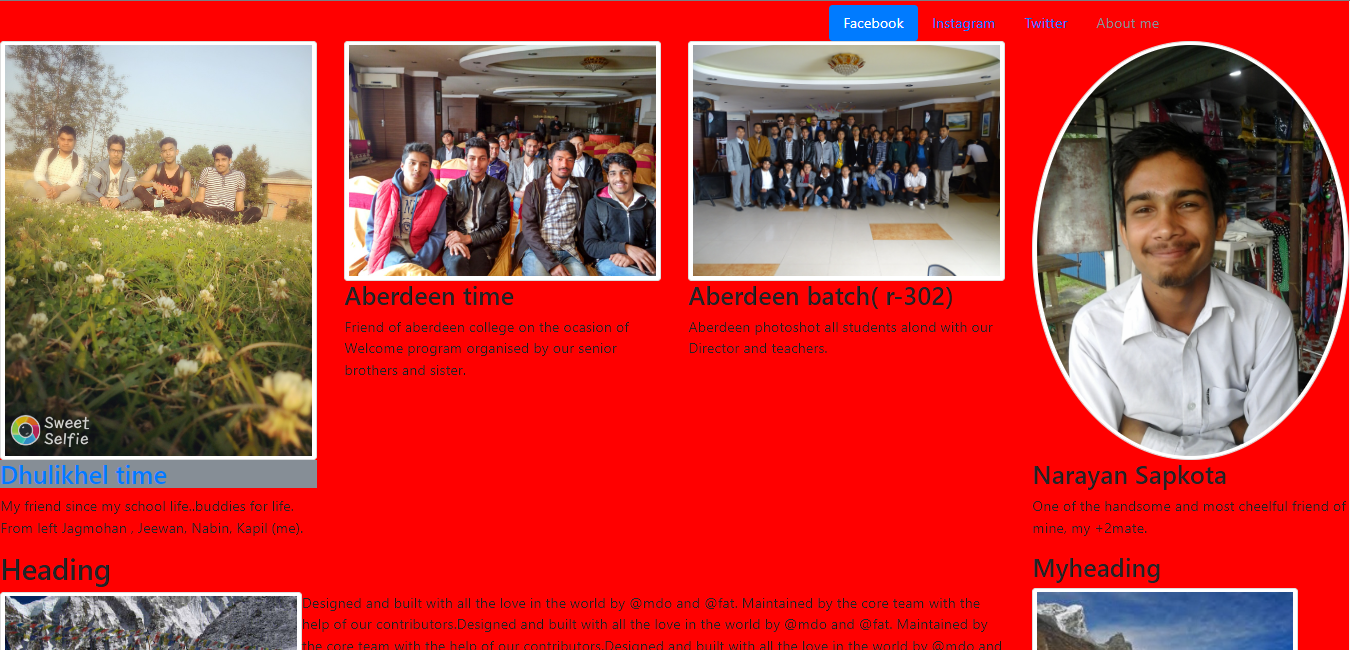 Facebook Instagram Twitter About me
Sweet
Selfie
Dhulikhel time
My friend since my school life..buddies for life.
From left Jagmohan , Jeewan, Nabin, Kapil (me).
Aberdeen time
Friend of aberdeen college on the ocasion of
Welcome program organised by our senior
brothers and sister.
Aberdeen batch( r-302)
Aberdeen photoshot all students alond with our
Director and teachers.
Narayan Sapkota
One of the handsome and most cheelful friend of
mine, my +2mate.
Heading
Designed and built with all the love in the world by @mdo and @fat. Maintained by the core team with the
help of our contributors.Designed and built with all the love in the world by @mdo and @fat. Maintained by
the core team with the help of our contributors.Designed and built with all the love in the world by @mdo and
Myheading